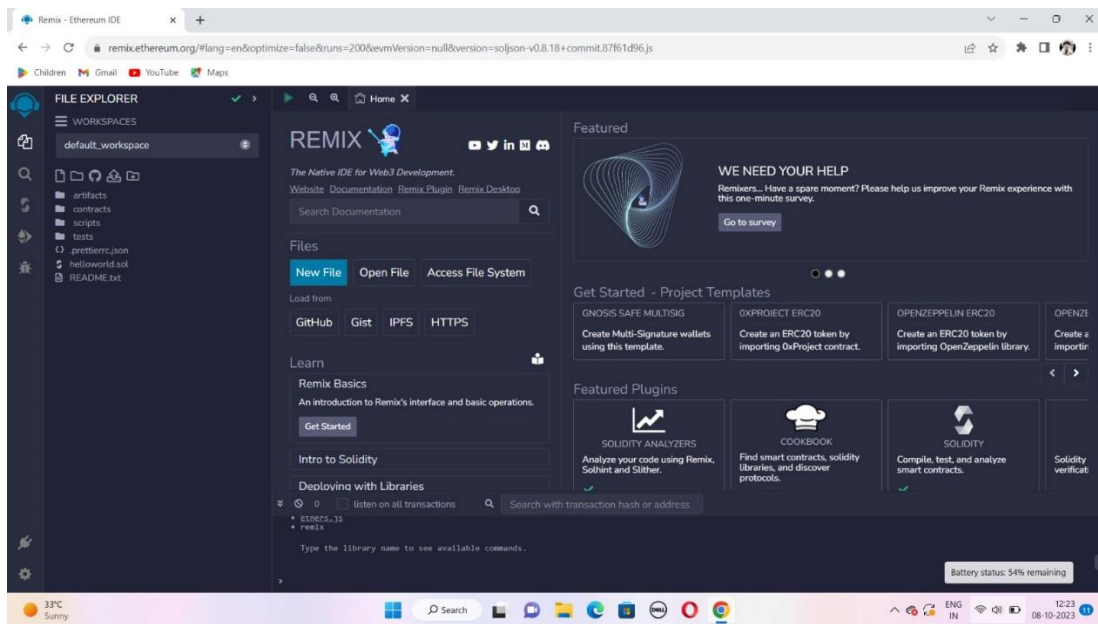 Remix - Ethereum IDE
remix.ethereum.org/#lang=en&optimize=false&runs=200&evmVersion=null&version=soljson-v0.8.18+commit.87f61d96.js
Children Gmail YouTube Maps
FILE EXPLORER
WORKSPACES
default_workspace
artifacts
contracts
scripts
tests
.prettierrc.json
helloworld.sol
README.txt
Home
REMIX
The Native IDE for Web3 Development.
Website Documentation Remix Plugin Remix Desktop
Search Documentation
Files
New File Open File Access File System
Load from
GitHub Gist IPFS HTTPS
Learn
Remix Basics
An introduction to Remix's interface and basic operations.
Get Started
Intro to Solidity
Deploying with Libraries
Featured
WE NEED YOUR HELP
Remixers... Have a spare moment? Please help us improve your Remix experience with
this one-minute survey.
Go to survey
Get Started - Project Templates
GNOSIS SAFE MULTISIG
Create Multi-Signature wallets
using this template.
0XPROJECT ERC20
Create an ERC20 token by
importing 0xProject contract.
OPENZEPPELIN ERC20
Create an ERC20 token by
importing OpenZeppelin library.
OPENZE
Create a
importin
Featured Plugins
SOLIDITY ANALYZERS
Analyze your code using Remix,
Solhint and Slither.
COOKBOOK
Find smart contracts, solidity
libraries, and discover
protocols.
SOLIDITY
Compile, test, and analyze
smart contracts.
Solidity
verificati
0 listen on all transactions Search with transaction hash or address
ethers.js
remix
Type the library name to see available commands.
>
Battery status: 54% remaining
33°C
Sunny
Search
DELL
ENG
IN
12:23
08-10-2023
11